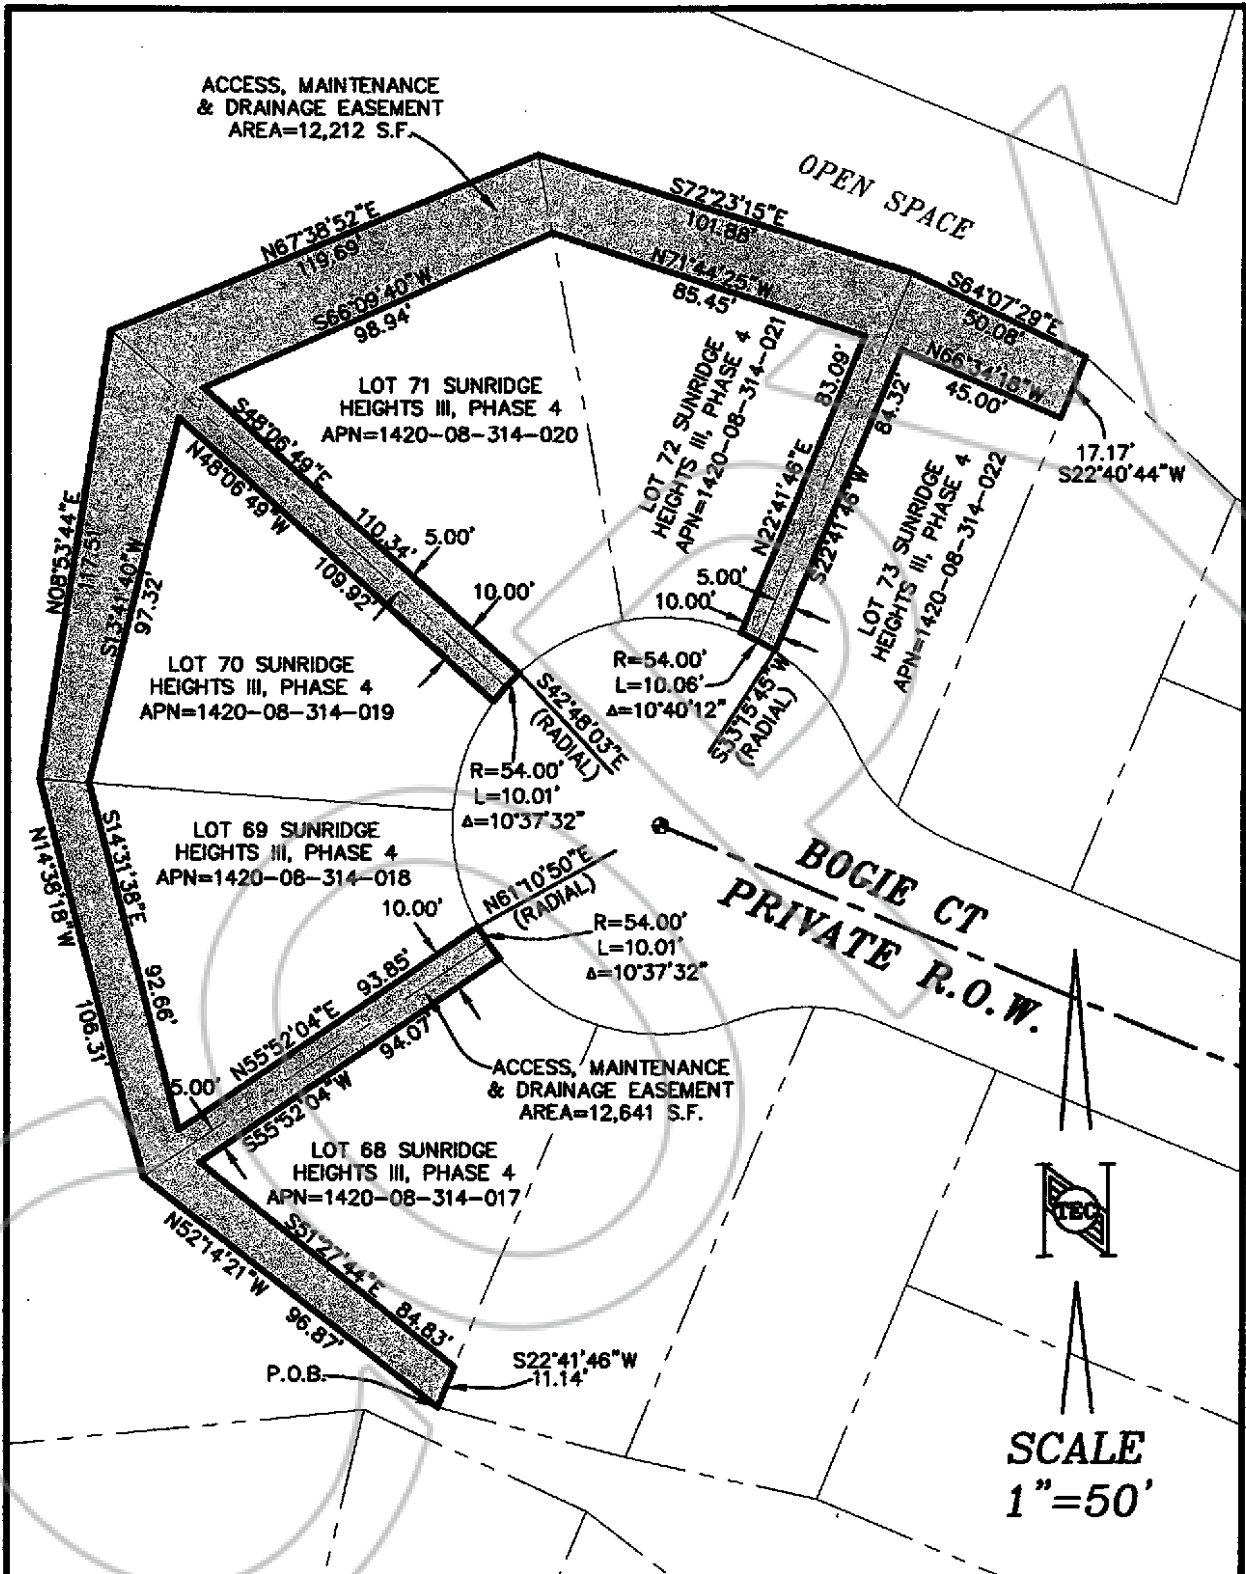 ACCESS, MAINTENANCE
& DRAINAGE EASEMENT
AREA=12,212 S.F.
OPEN SPACE
S72°23'15"E
101.88'
N67°38'52"E
119.69'
S66°09'40"W
98.94'
N71°44'25"W
85.45'
S64°07'29"E
50.08'
N66°34'18"W
45.00'
17.17'
S22°40'44"W
LOT 71 SUNRIDGE
HEIGHTS III, PHASE 4
APN=1420-08-314-020
LOT 72 SUNRIDGE
HEIGHTS III, PHASE 4
APN=1420-08-314-021
83.09'
N22°41'46"E
84.32'
S22°41'46"W
LOT 73 SUNRIDGE
HEIGHTS III, PHASE 4
APN=1420-08-314-022
S48°06'49"E
110.34'
N48°06'49"W
109.92'
5.00'
10.00'
5.00'
10.00'
N08°53'44"E
117.51'
S13°41'40"W
97.32'
LOT 70 SUNRIDGE
HEIGHTS III, PHASE 4
APN=1420-08-314-019
R=54.00'
L=10.06'
Δ=10°40'12"
S33°15'45"W
(RADIAL)
S42°48'03"E
(RADIAL)
R=54.00'
L=10.01'
Δ=10°37'32"
LOT 69 SUNRIDGE
HEIGHTS III, PHASE 4
APN=1420-08-314-018
N14°38'18"W
106.31'
S14°31'38"E
92.66'
N61°10'50"E
(RADIAL)
10.00'
R=54.00'
L=10.01'
Δ=10°37'32"
BOGIE CT
PRIVATE R.O.W.
N55°52'04"E
93.85'
S55°52'04"W
94.07'
5.00'
ACCESS, MAINTENANCE
& DRAINAGE EASEMENT
AREA=12,641 S.F.
LOT 68 SUNRIDGE
HEIGHTS III, PHASE 4
APN=1420-08-314-017
N52°14'21"W
96.87'
S51°27'44"E
84.83'
P.O.B.
S22°41'46"W
11.14'
N
TEC
SCALE
1"=50'